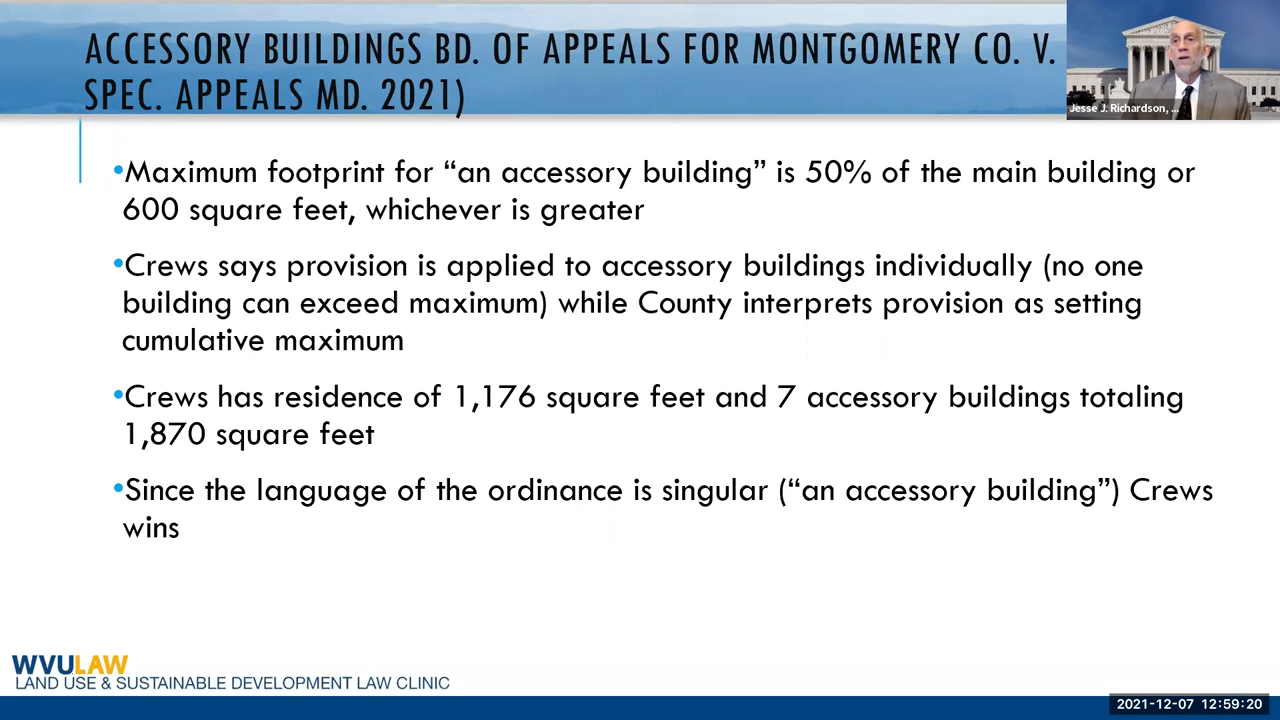 ACCESSORY BUILDINGS BD. OF APPEALS FOR MONTGOMERY CO. V.
SPEC. APPEALS MD. 2021)
Jesse J. Richardson, ...
•Maximum footprint for “an accessory building” is 50% of the main building or
600 square feet, whichever is greater
•Crews says provision is applied to accessory buildings individually (no one
building can exceed maximum) while County interprets provision as setting
cumulative maximum
•Crews has residence of 1,176 square feet and 7 accessory buildings totaling
1,870 square feet
•Since the language of the ordinance is singular (“an accessory building”) Crews
wins
WVULAW
LAND USE & SUSTAINABLE DEVELOPMENT LAW CLINIC
2021-12-07 12:59:20